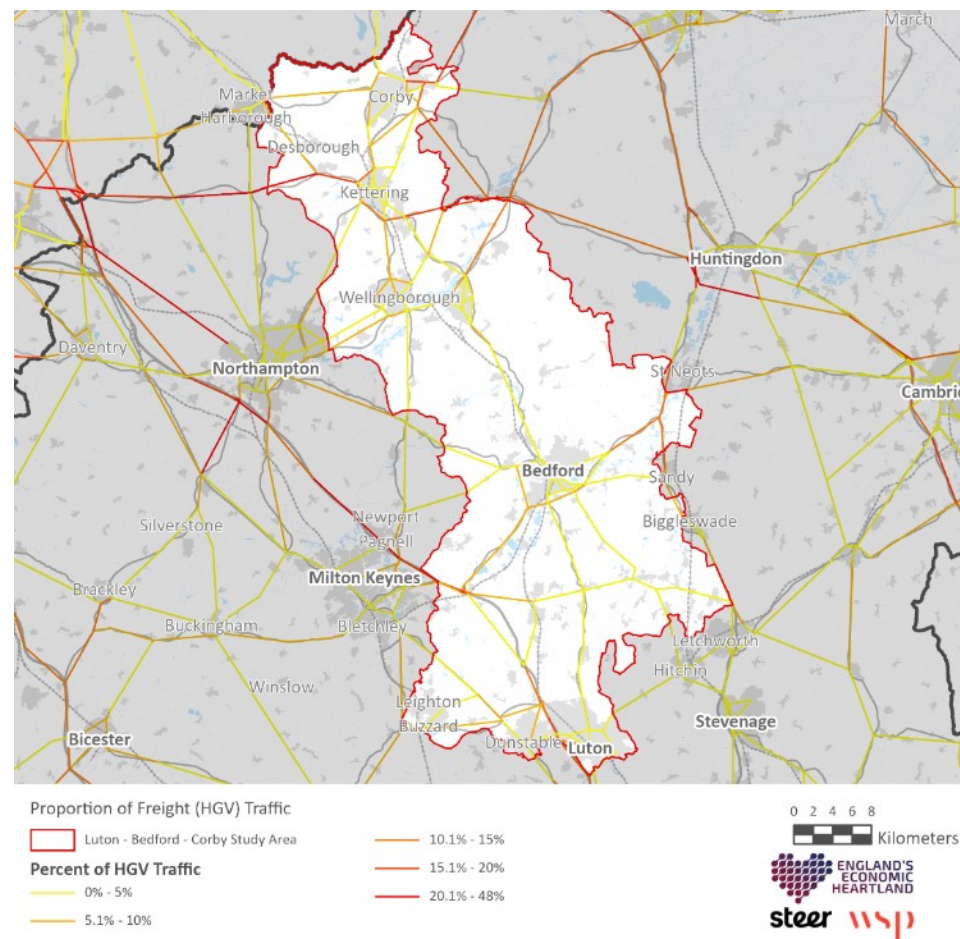 March
Market
Harborough
Corby
Desborough
Kettering
Huntingdon
Wellingborough
Daventry
Northampton
St Neots
Cambri
Bedford
Sandy
Newport
Pagnell
Biggleswade
Silverstone
Milton Keynes
Brackley
Bletchley
Buckingham
Letchworth
Hitchin
Winslow
Leighton
Buzzard
Stevenage
Bicester
Dunstable
Luton
Proportion of Freight (HGV) Traffic
Luton - Bedford - Corby Study Area
Percent of HGV Traffic
0% - 5%
5.1% - 10%
10.1% - 15%
15.1% - 20%
20.1% - 48%
0 2 4 6 8
Kilometers
ENGLAND'S
ECONOMIC
HEARTLAND
steer wsp